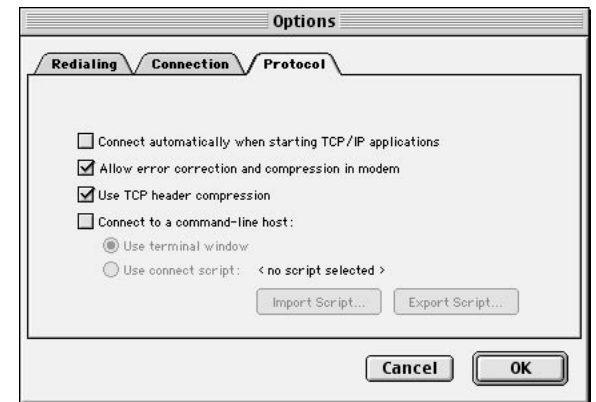 Options
Redialing Connection Protocol
Connect automatically when starting TCP/IP applications
Allow error correction and compression in modem
Use TCP header compression
Connect to a command-line host:
Use terminal window
Use connect script: < no script selected >
Import Script... Export Script...
Cancel OK